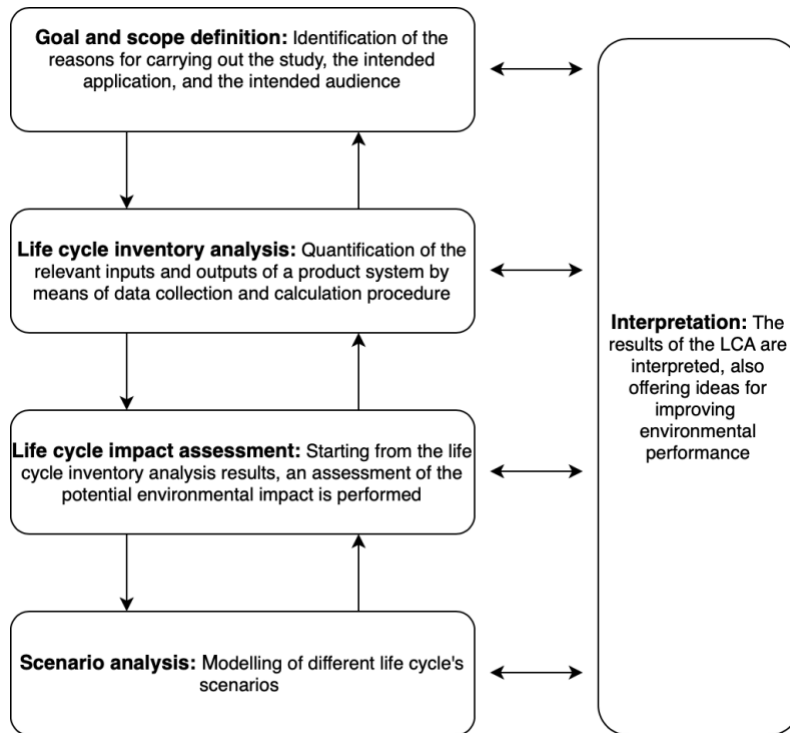 Goal and scope definition: Identification of the
reasons for carrying out the study, the intended
application, and the intended audience
Life cycle inventory analysis: Quantification of the
relevant inputs and outputs of a product system by
means of data collection and calculation procedure
Life cycle impact assessment: Starting from the life
cycle inventory analysis results, an assessment of the
potential environmental impact is performed
Scenario analysis: Modelling of different life cycle's
scenarios
Interpretation: The
results of the LCA are
interpreted, also
offering ideas for
improving
environmental
performance